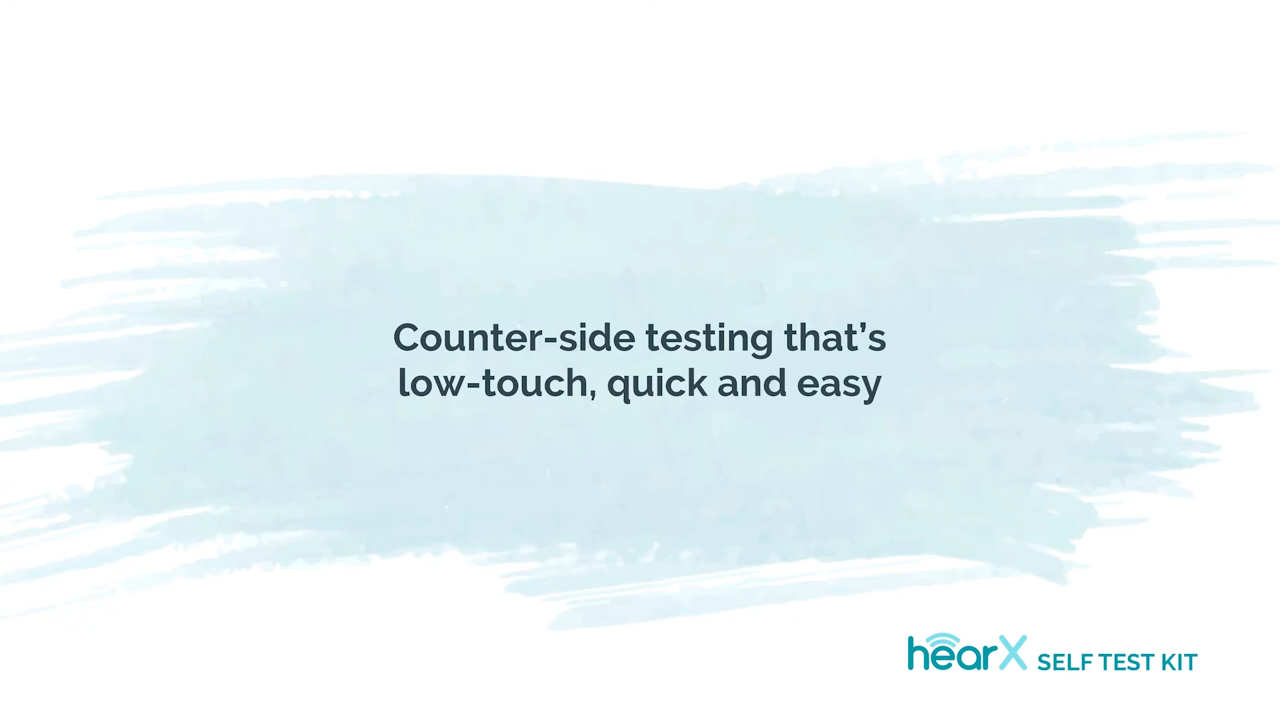 Counter-side testing that’s
low-touch, quick and easy
hearX SELF TEST KIT